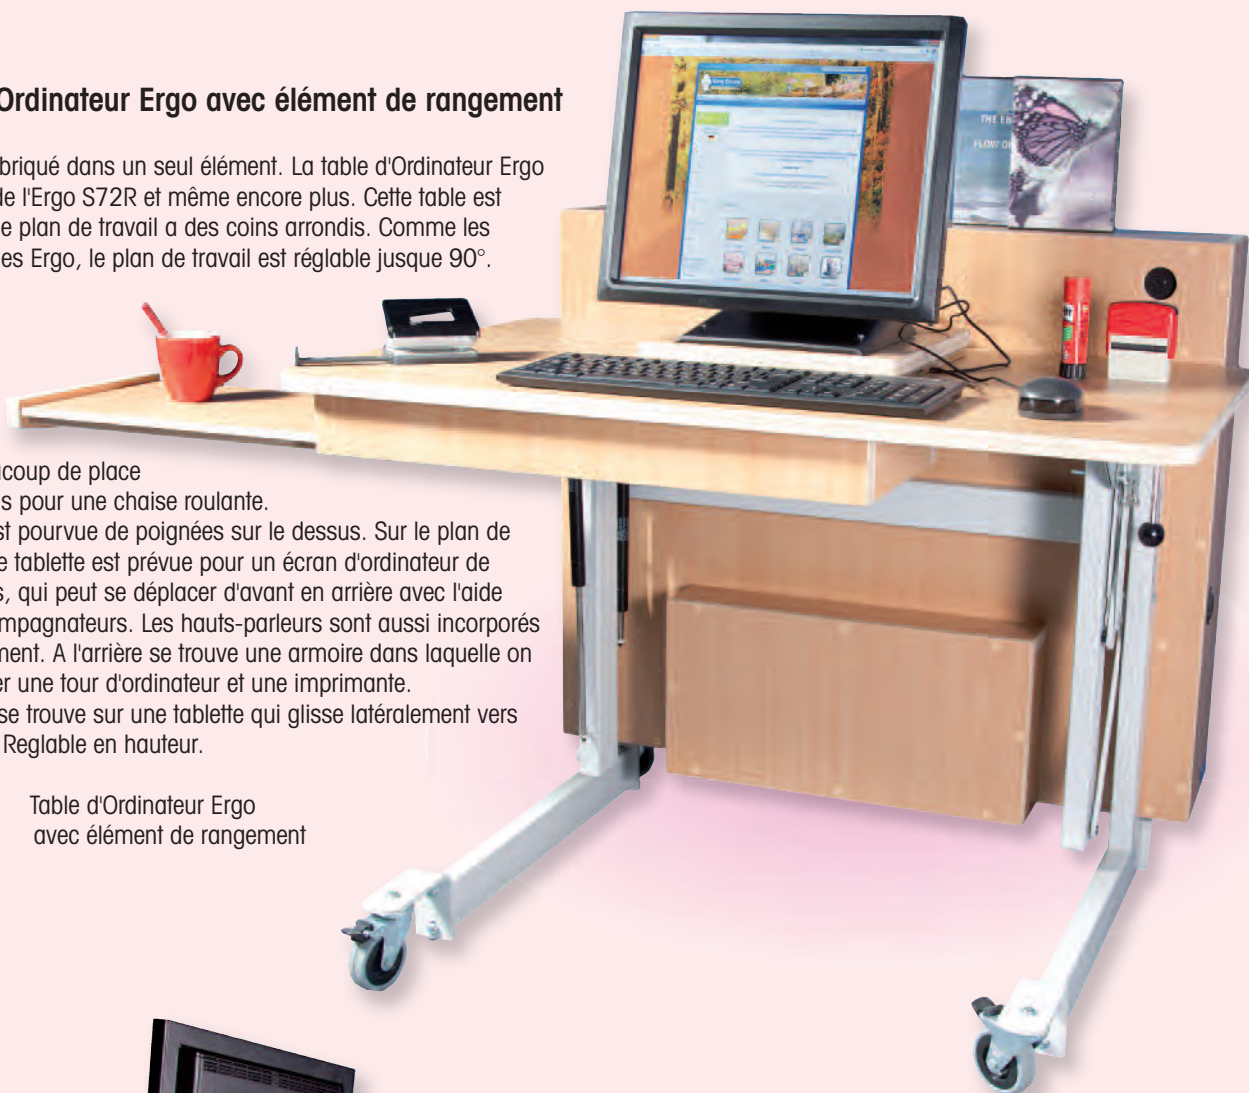 Ordinateur Ergo avec élément de rangement
briqué dans un seul élément. La table d'Ordinateur Ergo
de l'Ergo S72R et même encore plus. Cette table est
e plan de travail a des coins arrondis. Comme les
es Ergo, le plan de travail est réglable jusque 90°.
THE
FLOW
coup de place
s pour une chaise roulante.
st pourvue de poignées sur le dessus. Sur le plan de
e tablette est prévue pour un écran d'ordinateur de
s, qui peut se déplacer d'avant en arrière avec l'aide
mpagnateurs. Les hauts-parleurs sont aussi incorporés
ment. A l'arrière se trouve une armoire dans laquelle on
er une tour d'ordinateur et une imprimante.
se trouve sur une tablette qui glisse latéralement vers
Reglable en hauteur.
Table d'Ordinateur Ergo
avec élément de rangement